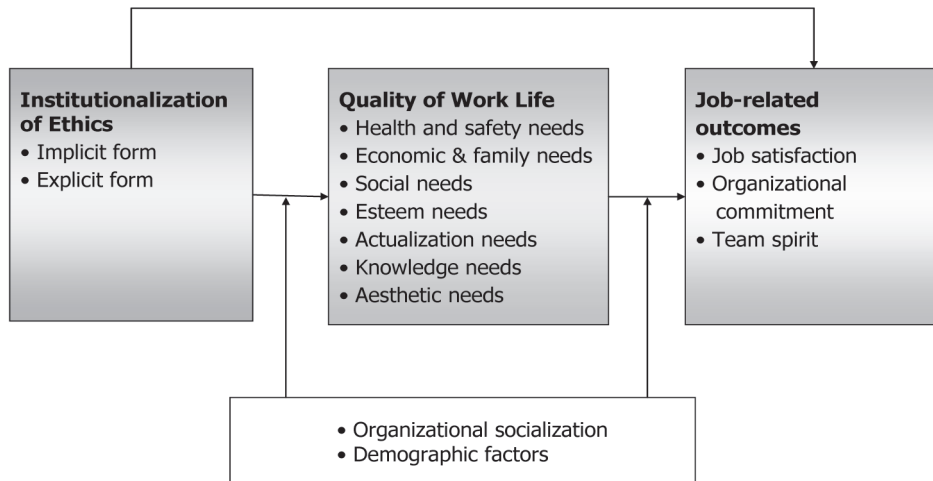 Institutionalization
of Ethics
• Implicit form
• Explicit form
Quality of Work Life
• Health and safety needs
• Economic & family needs
• Social needs
• Esteem needs
• Actualization needs
• Knowledge needs
• Aesthetic needs
Job-related
outcomes
• Job satisfaction
• Organizational
commitment
• Team spirit
• Organizational socialization
• Demographic factors